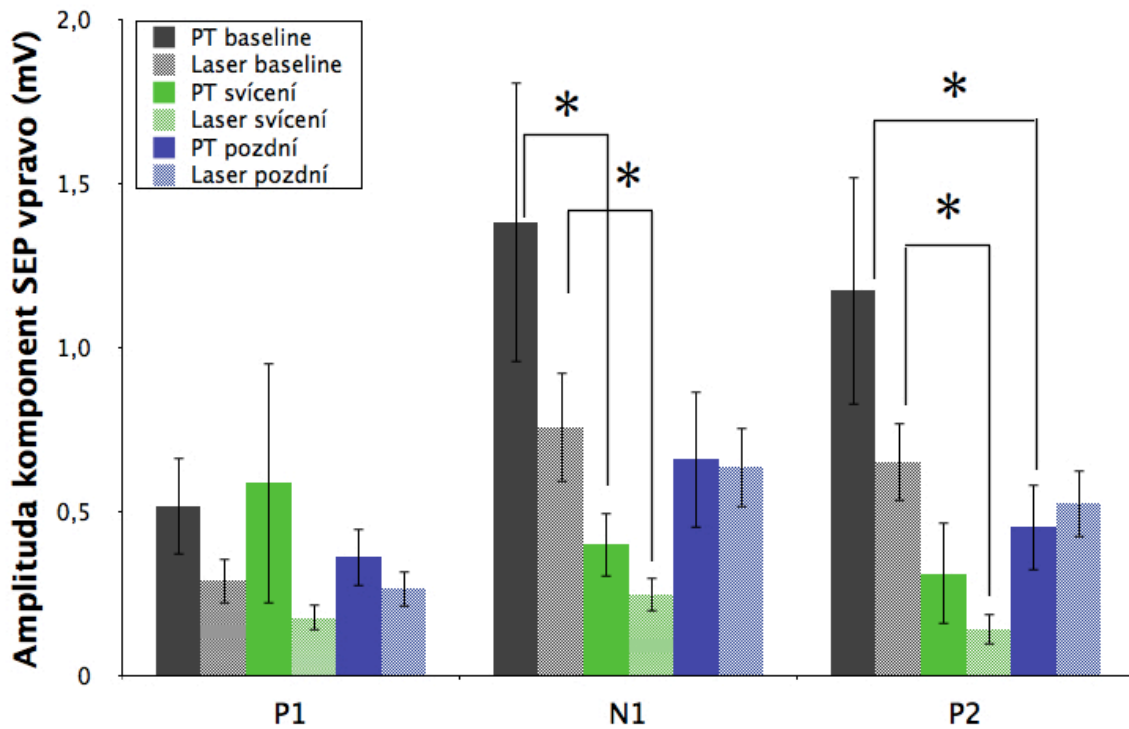 Amplituda komponent SEP vpravo (mV)
2,0
1,5
1,0
0,5
0
PT baseline
Laser baseline
PT svícení
Laser svícení
PT pozdní
Laser pozdní
*
*
*
*
P1
N1
P2